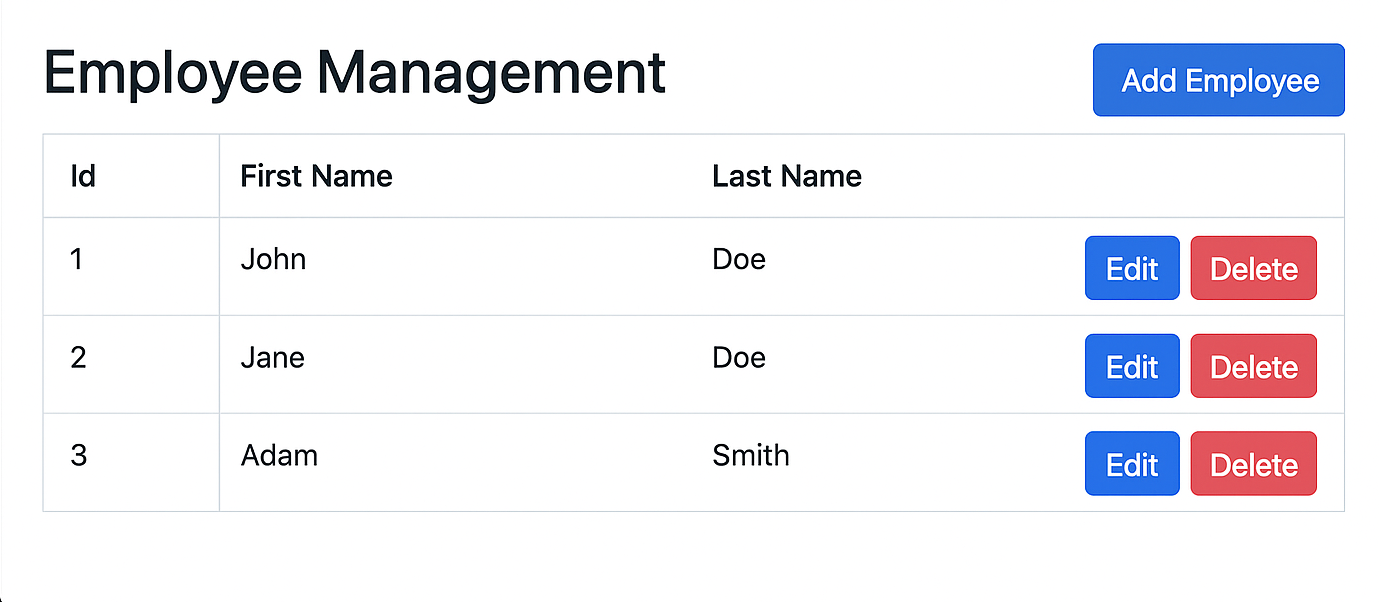 Employee Management Add Employee
Id First Name Last Name
1 John Doe Edit Delete
2 Jane Doe Edit Delete
3 Adam Smith Edit Delete